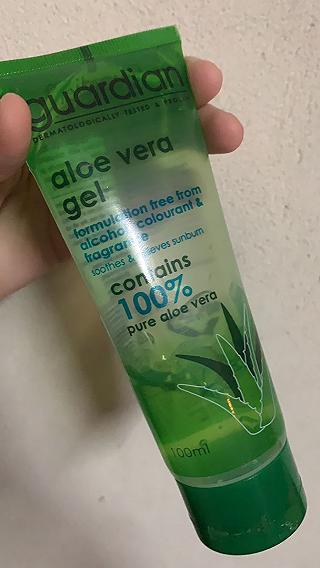 guardian
DERMATOLOGICALLY TESTED &
aloe vera
gel
formulation free from
alcohol, colourant &
fragrance
soothes & relieves sunburn
contains
100%
pure aloe vera
100ml